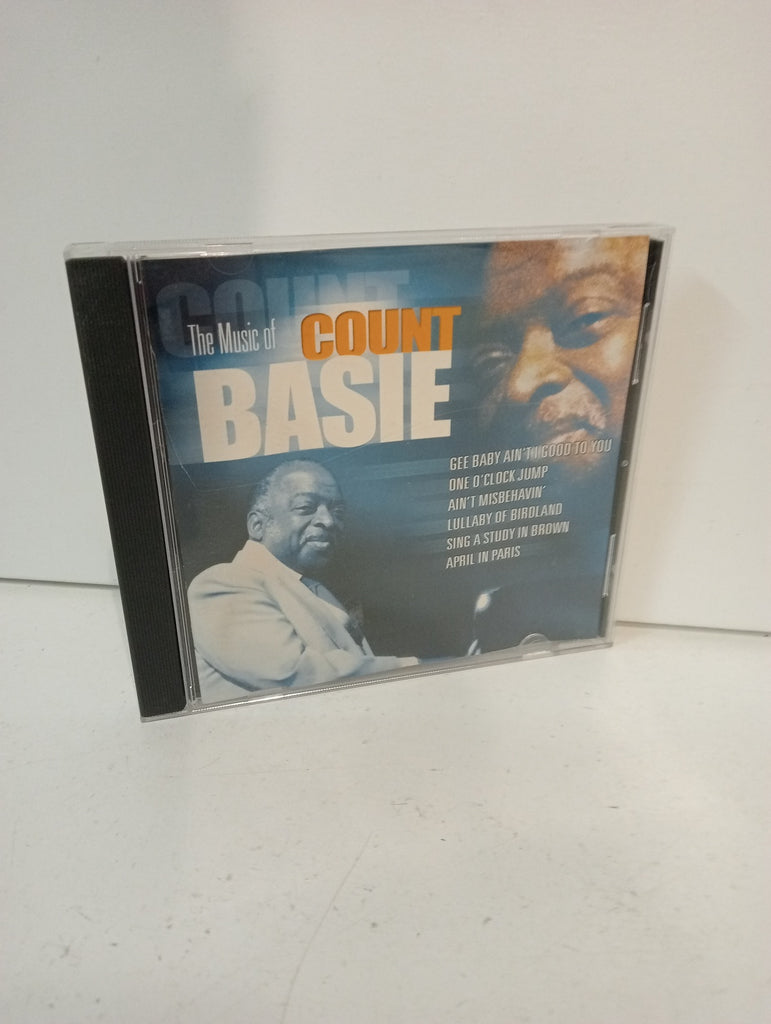 COUNT
The Music of COUNT
BASIE
GEE BABY AIN'T I GOOD TO YOU
ONE O'CLOCK JUMP
AIN'T MISBEHAVIN'
LULLABY OF BIRDLAND
SING A STUDY IN BROWN
APRIL IN PARIS